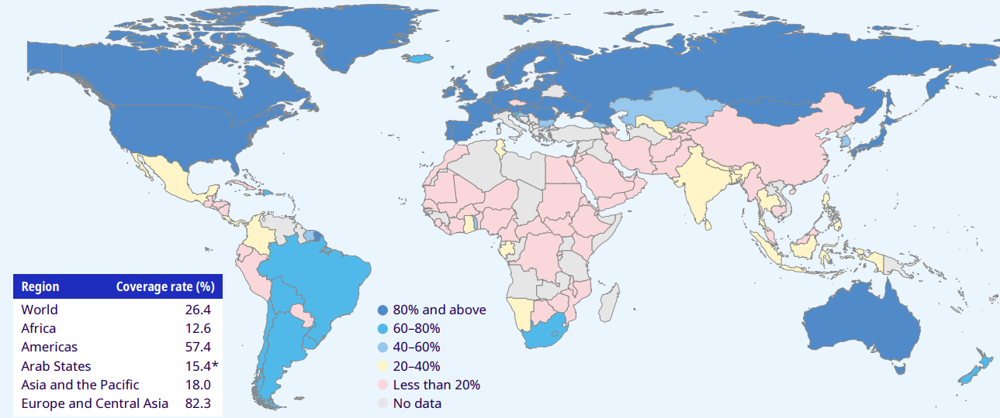 Region Coverage rate (%)
World 26.4
Africa 12.6
Americas 57.4
Arab States 15.4*
Asia and the Pacific 18.0
Europe and Central Asia 82.3
80% and above
60–80%
40–60%
20–40%
Less than 20%
No data